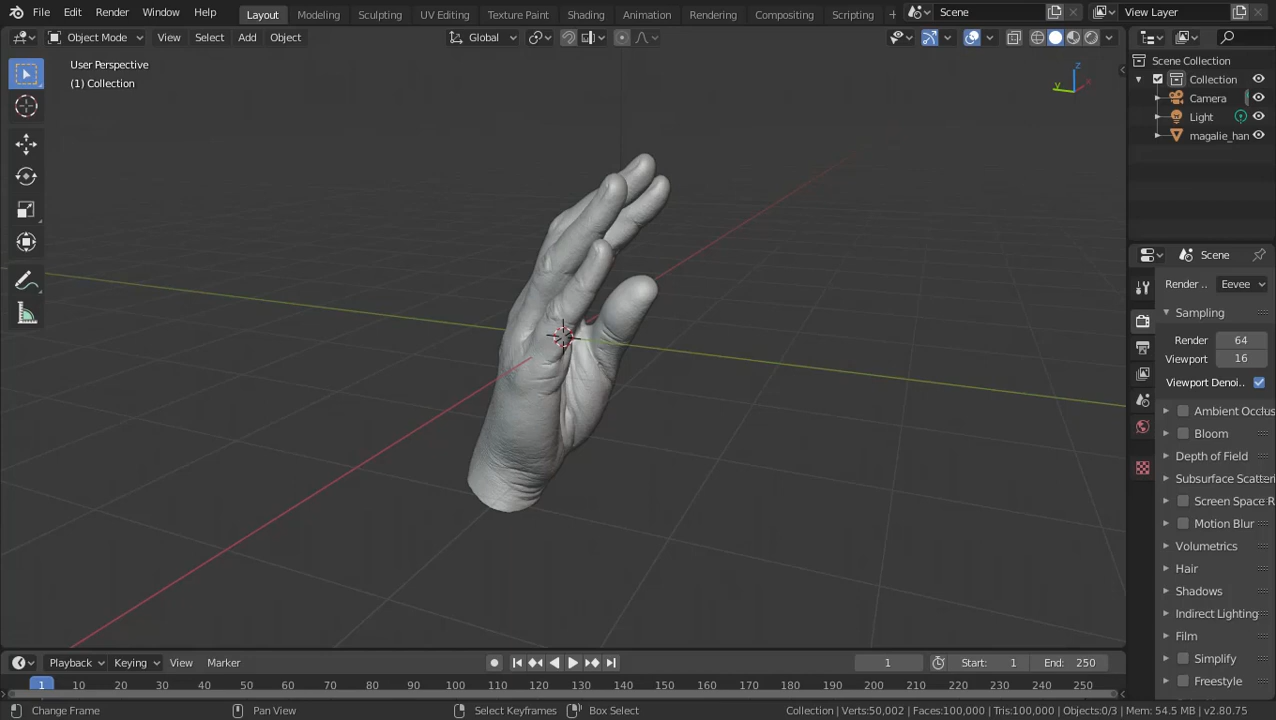 File Edit Render Window Help Layout Modeling Sculpting UV Editing Texture Paint Shading Animation Rendering Compositing Scripting + Scene View Layer
Object Mode View Select Add Object Global
User Perspective
(1) Collection
Z
Y
X
Scene Collection
Collection
Camera
Light
magalie_han
Scene
Render .. Eevee
Sampling
Render 64
Viewport 16
Viewport Denoi..
Ambient Occlus
Bloom
Depth of Field
Subsurface Scatteri
Screen Space R
Motion Blur
Volumetrics
Hair
Shadows
Indirect Lighting
Film
Simplify
Freestyle
Playback Keying View Marker 1 Start: 1 End: 250
1 10 20 30 40 50 60 70 80 90 100 110 120 130 140 150 160 170 180 190 200 210 220 230 240 250
Change Frame Pan View Select Keyframes Box Select Collection | Verts:50,002 | Faces:100,000 | Tris:100,000 | Objects:0/3 | Mem: 54.5 MB | v2.80.75